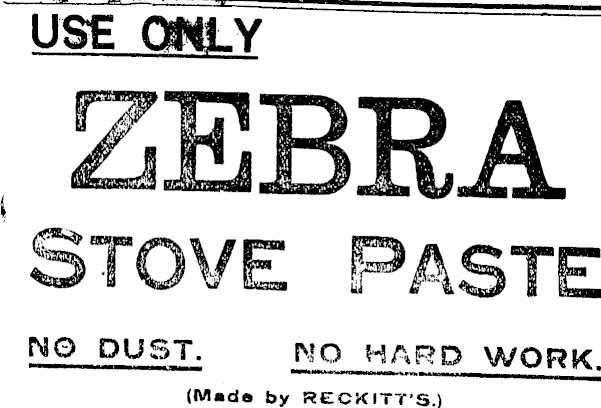 USE ONLY
ZEBRA
STOVE PASTE
NO DUST. NO HARD WORK.
(Made by RECKITT'S.)